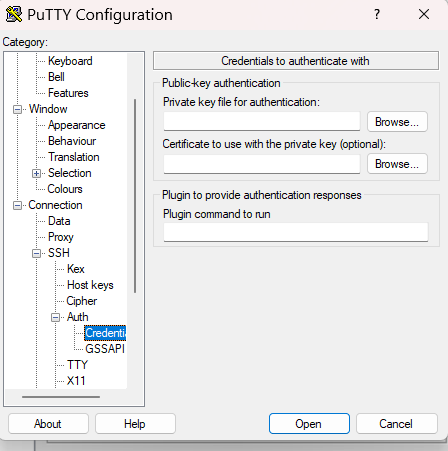 PuTTY Configuration
?
Category:
Keyboard
Bell
Features
Window
Appearance
Behaviour
Translation
Selection
Colours
Connection
Data
Proxy
SSH
Kex
Host keys
Cipher
Auth
Credentia
GSSAPI
TTY
X11
Credentials to authenticate with
Public-key authentication
Private key file for authentication:
Browse...
Certificate to use with the private key (optional):
Browse...
Plugin to provide authentication responses
Plugin command to run
About
Help
Open
Cancel